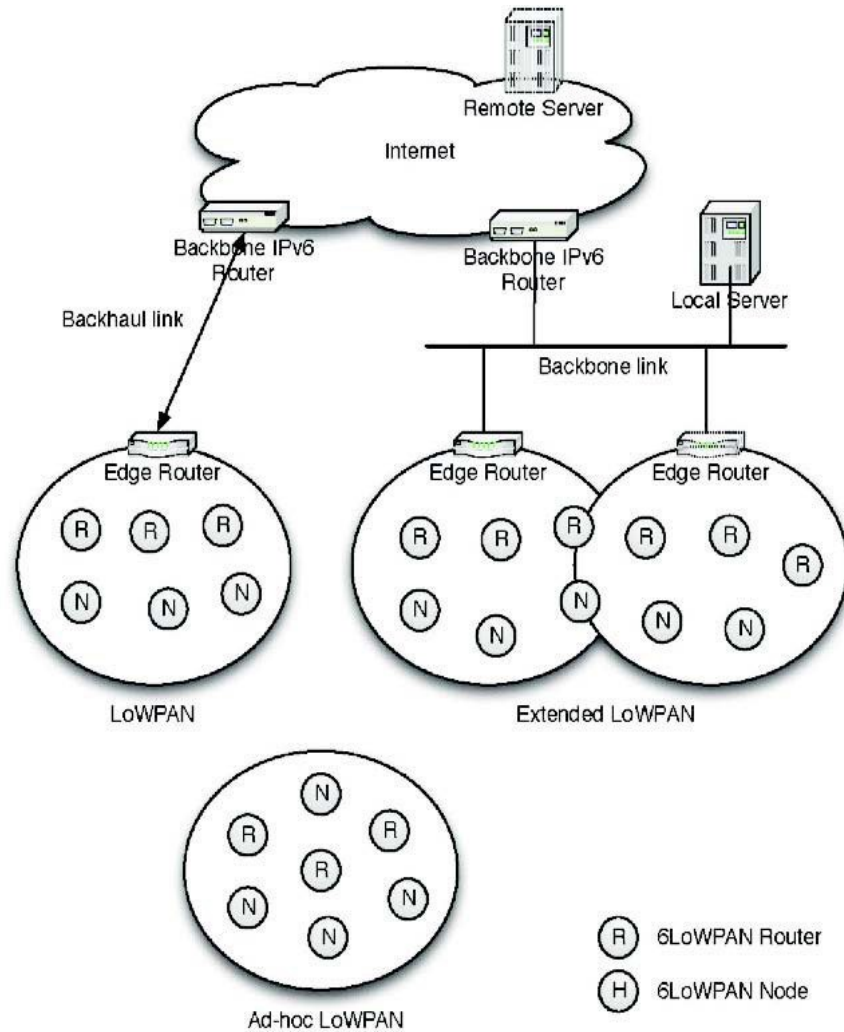 Remote Server
Internet
Backbone IPv6
Router
Backbone IPv6
Router
Local Server
Backhaul link
Backbone link
Edge Router
Edge Router
Edge Router
R
R
R
N
N
N
R
R
R
N
N
N
R
R
R
N
N
LoWPAN
Extended LoWPAN
N
R
R
R
N
N
N
R 6LoWPAN Router
H 6LoWPAN Node
Ad-hoc LoWPAN